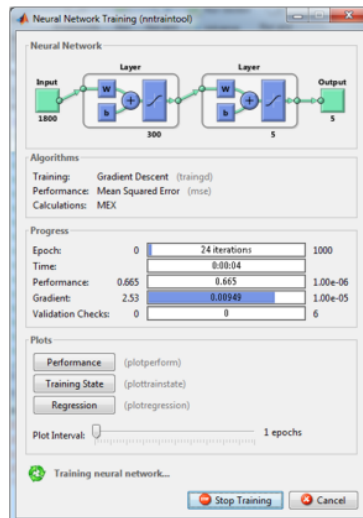 Neural Network Training (nntraintool)
Neural Network
Layer Layer
Input Output
W W
b b
1800 300 5 5
Algorithms
Training: Gradient Descent (traingd)
Performance: Mean Squared Error (mse)
Calculations: MEX
Progress
Epoch: 0 24 iterations 1000
Time: 0:00:04
Performance: 0.665 0.665 1.00e-06
Gradient: 2.53 0.00949 1.00e-05
Validation Checks: 0 0 6
Plots
Performance (plotperform)
Training State (plottrainstate)
Regression (plotregression)
Plot Interval: 1 epochs
Training neural network...
Stop Training Cancel